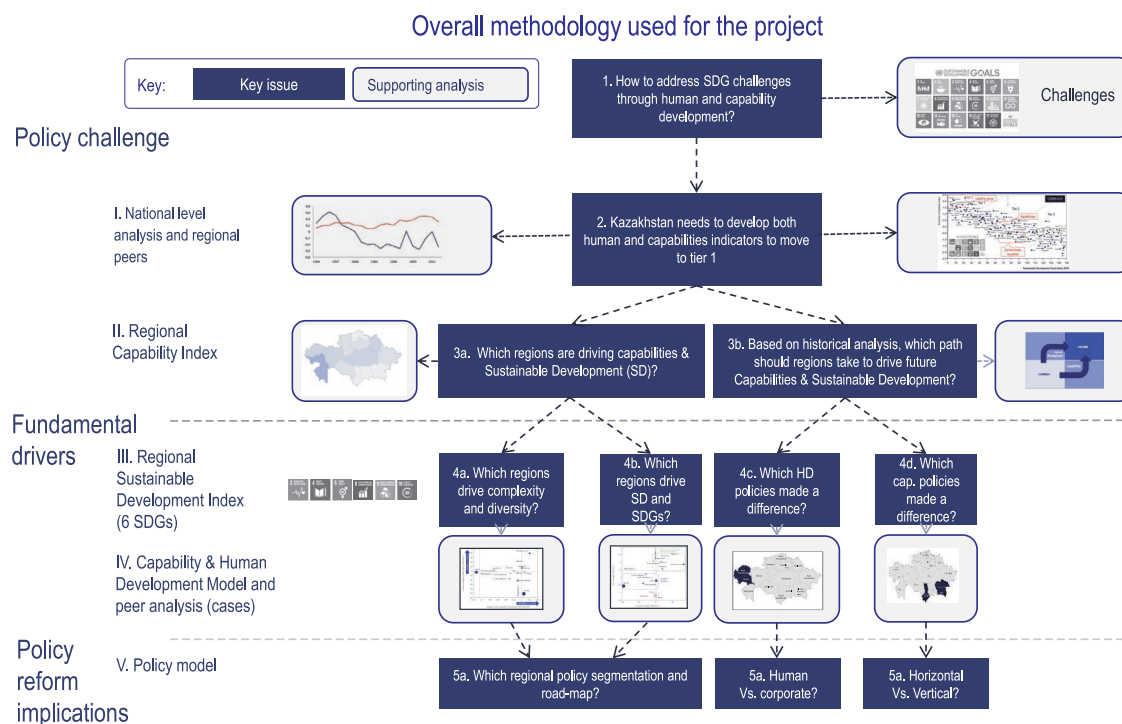 Overall methodology used for the project
Key:
Key issue
Supporting analysis
1. How to address SDG challenges
through human and capability
development?
SUSTAINABLE
DEVELOPMENT GOALS
Challenges
Policy challenge
I. National level
analysis and regional
peers
2. Kazakhstan needs to develop both
human and capabilities indicators to move
to tier 1
II. Regional
Capability Index
3a. Which regions are driving capabilities &
Sustainable Development (SD)?
3b. Based on historical analysis, which path
should regions take to drive future
Capabilities & Sustainable Development?
Fundamental
drivers
III. Regional
Sustainable
Development Index
(6 SDGs)
4a. Which regions
drive complexity
and diversity?
4b. Which
regions drive
SD and
SDGs?
4c. Which HD
policies made a
difference?
4d. Which
cap. policies
made a
difference?
IV. Capability & Human
Development Model and
peer analysis (cases)
Policy
reform
implications
V. Policy model
5a. Which regional policy segmentation and
road-map?
5a. Human
Vs. corporate?
5a. Horizontal
Vs. Vertical?